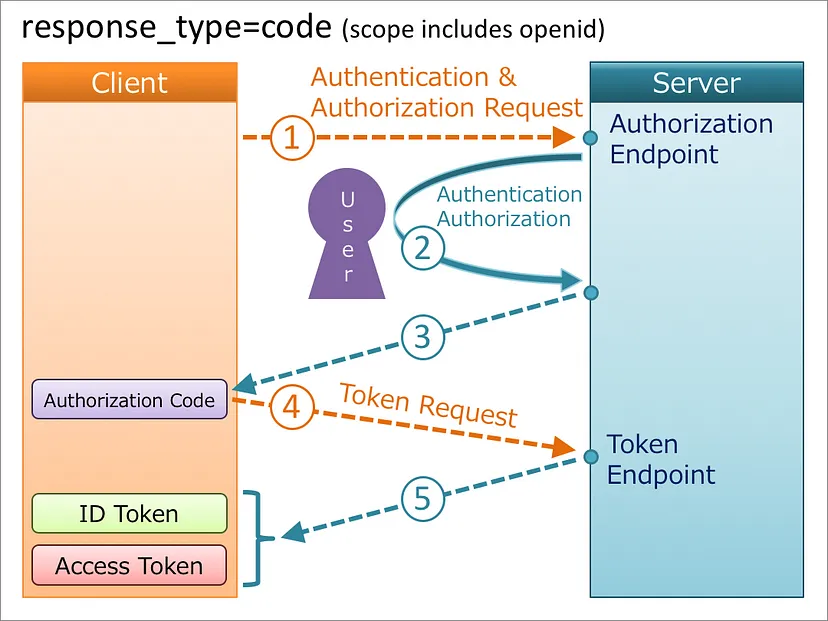 response_type=code (scope includes openid)
Client
Authentication &
Authorization Request
Server
1
Authorization
Endpoint
User
Authentication
Authorization
2
3
Authorization Code
4
Token Request
Token
Endpoint
5
ID Token
Access Token